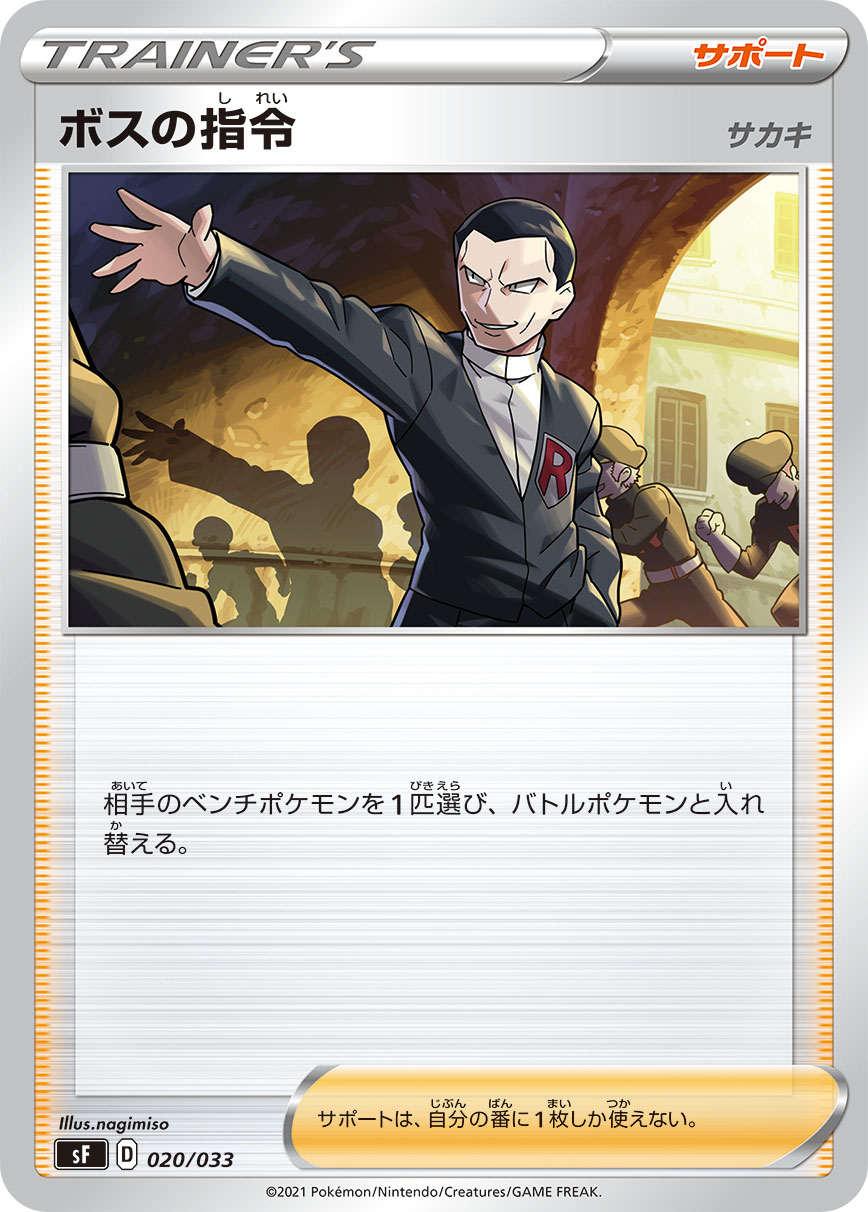 TRAINER'S
サポート
し れい
ボスの指令
サカキ
R
あいて ぴきえら い
相手のベンチポケモンを1匹選び、バトルポケモンと入れ
か
替える。
Illus.nagimiso
じぶん ばん まい つか
サポートは、自分の番に1枚しか使えない。
sF D 020/033
©2021 Pokémon/Nintendo/Creatures/GAME FREAK.